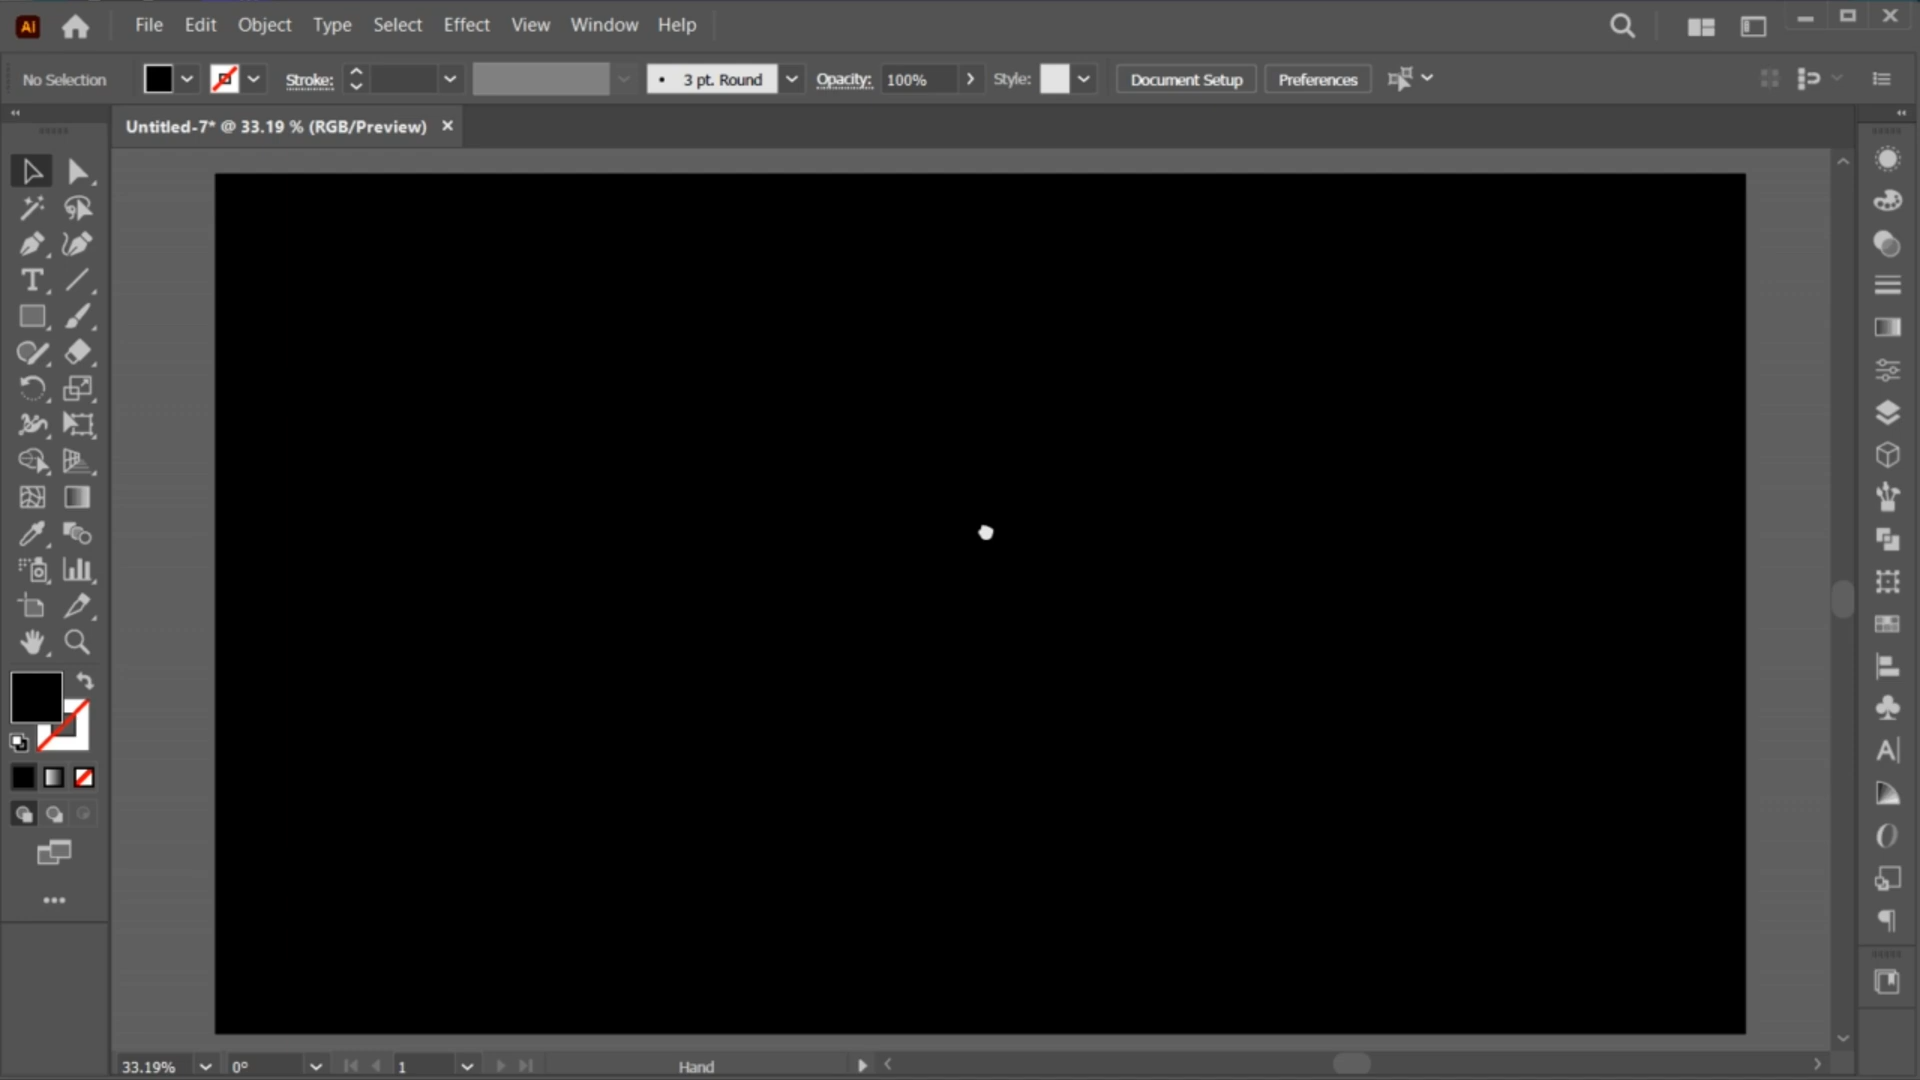 Ai File Edit Object Type Select Effect View Window Help
No Selection Stroke: 3 pt. Round Opacity: 100% Style: Document Setup Preferences
Untitled-7* @ 33.19 % (RGB/Preview)
33.19% 0° 1 Hand